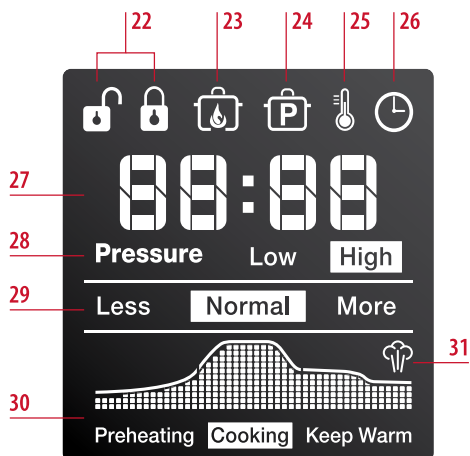 22 23 24 25 26
P
27 88:88
28 Pressure Low High
29 Less Normal More
31
30
Preheating Cooking Keep Warm